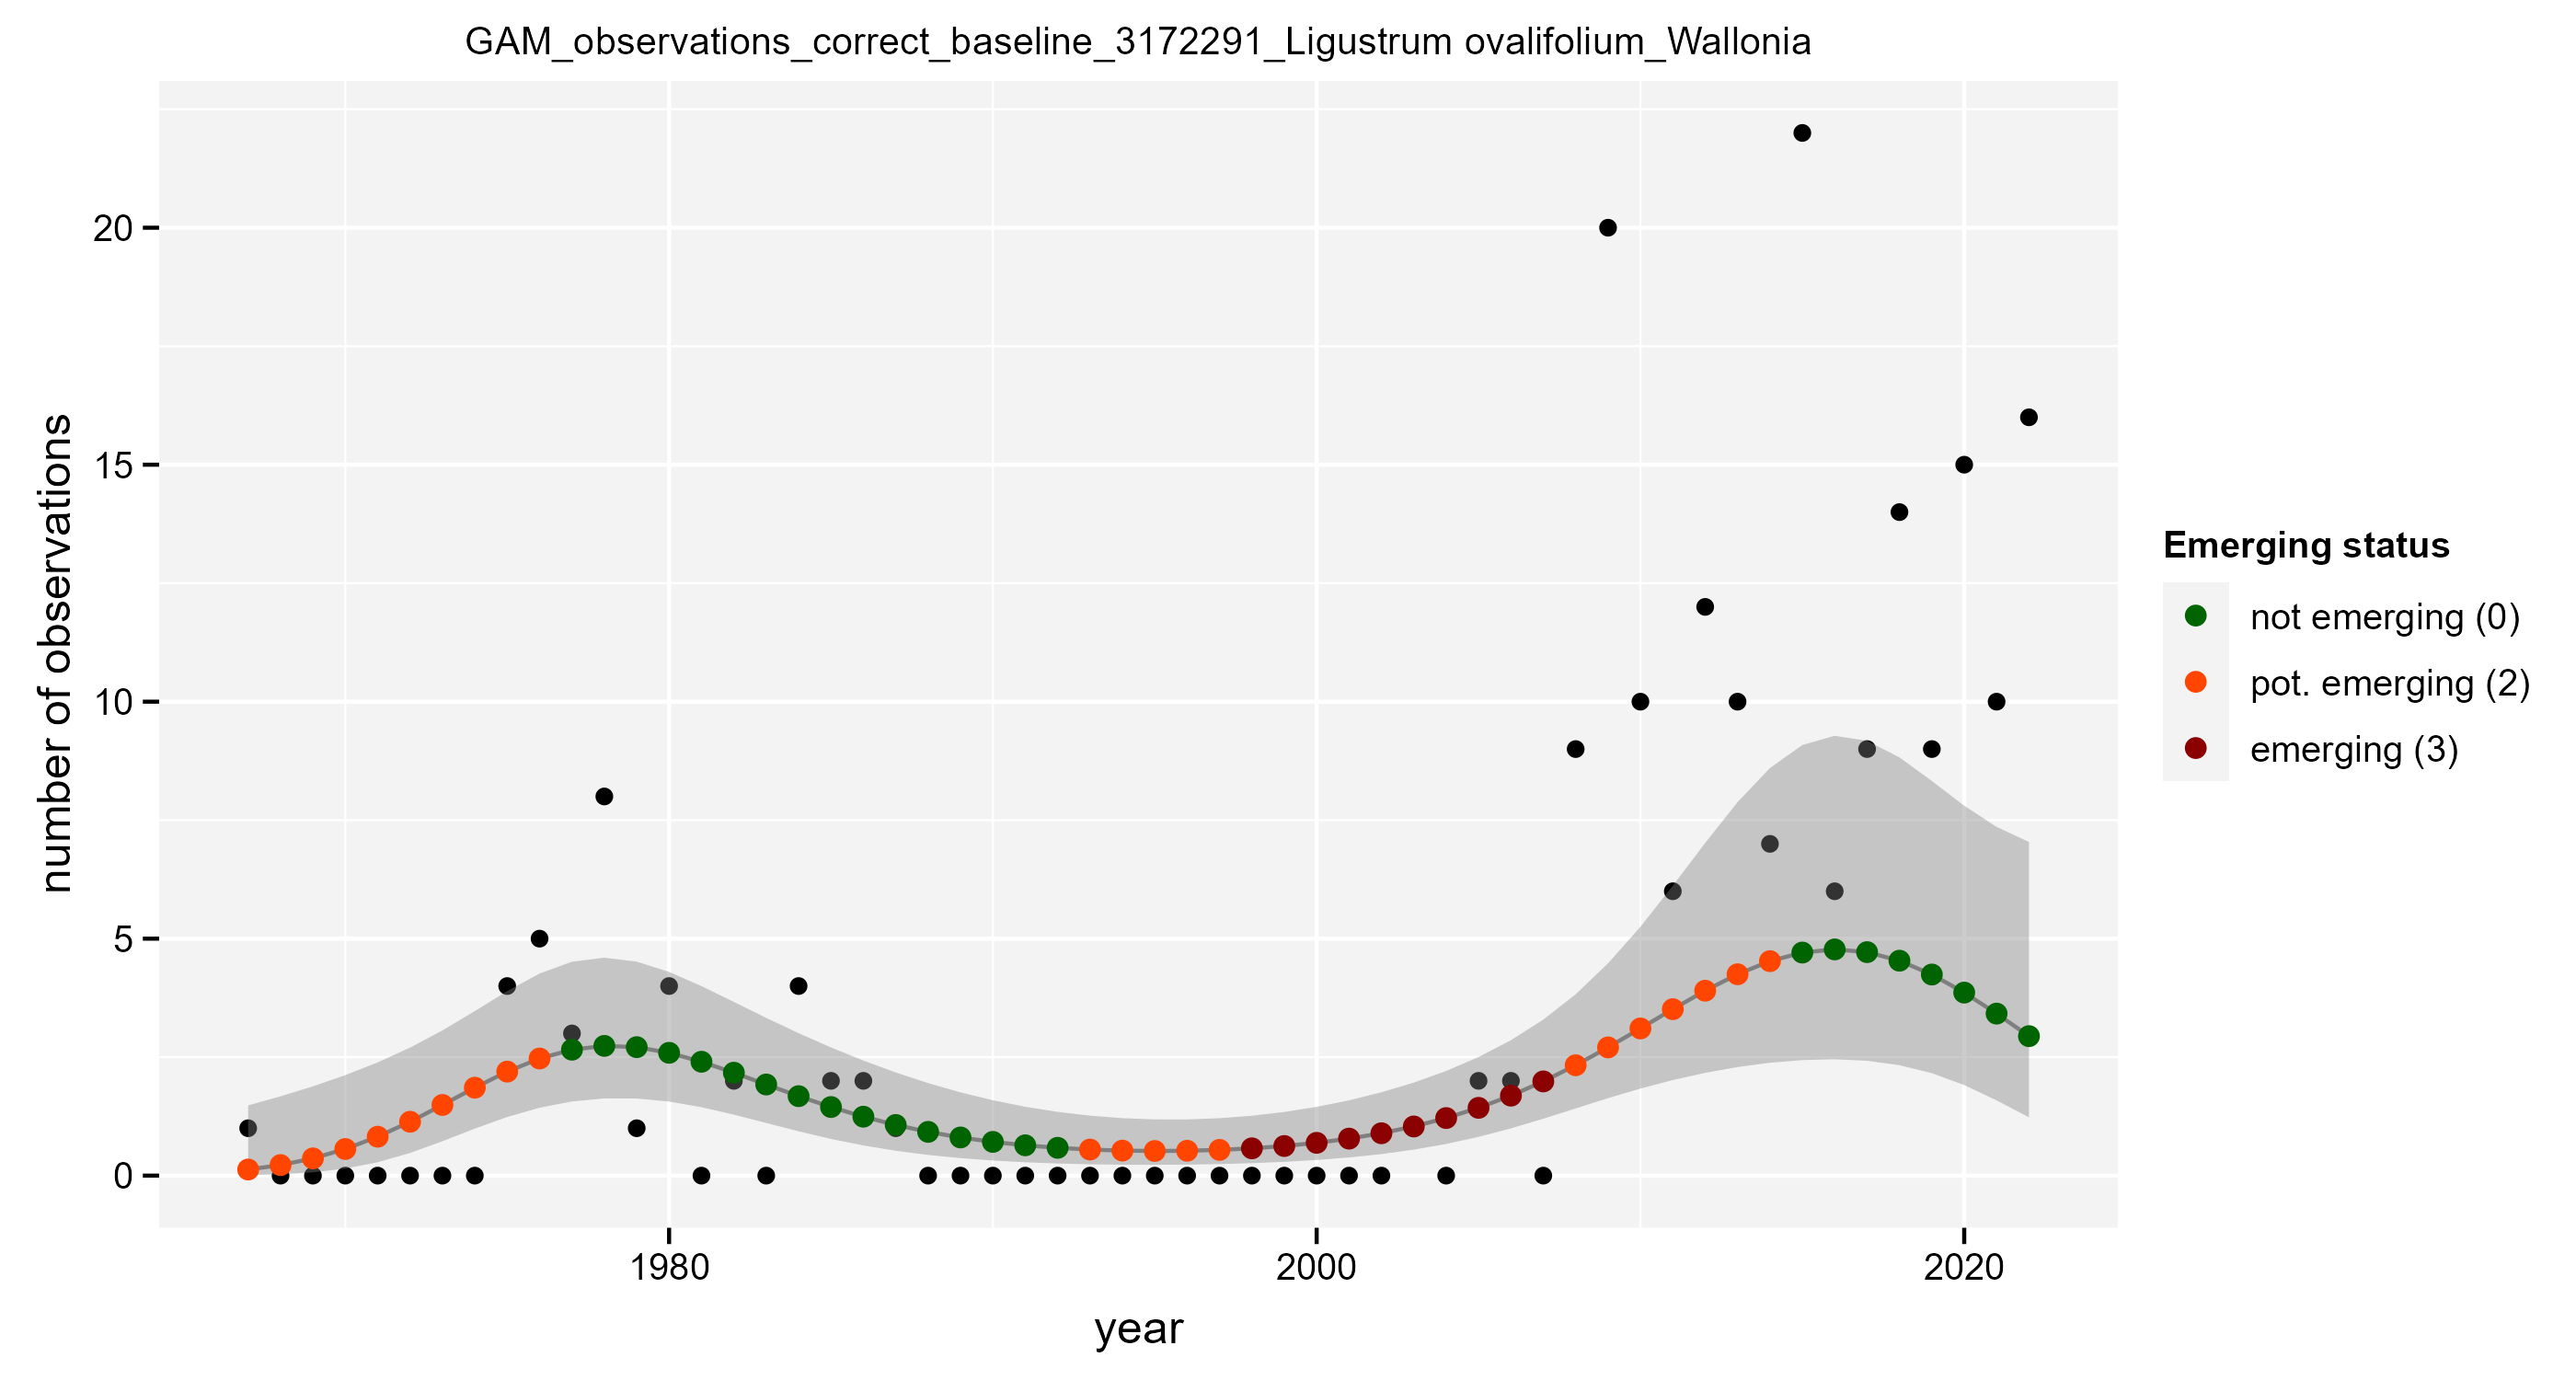 GAM_observations_correct_baseline_3172291_Ligustrum ovalifolium_Wallonia
number of observations
20
15
10
5
0
1980
2000
2020
year
Emerging status
not emerging (0)
pot. emerging (2)
emerging (3)